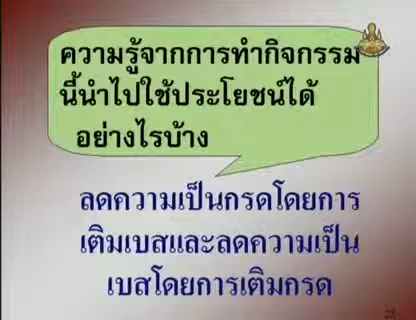 ความรู้จากการทำกิจกรรม
นี้นำไปใช้ประโยชน์ได้
อย่างไรบ้าง
ลดความเป็นกรดโดยการ
เติมเบสและลดความเป็น
เบสโดยการเติมกรด